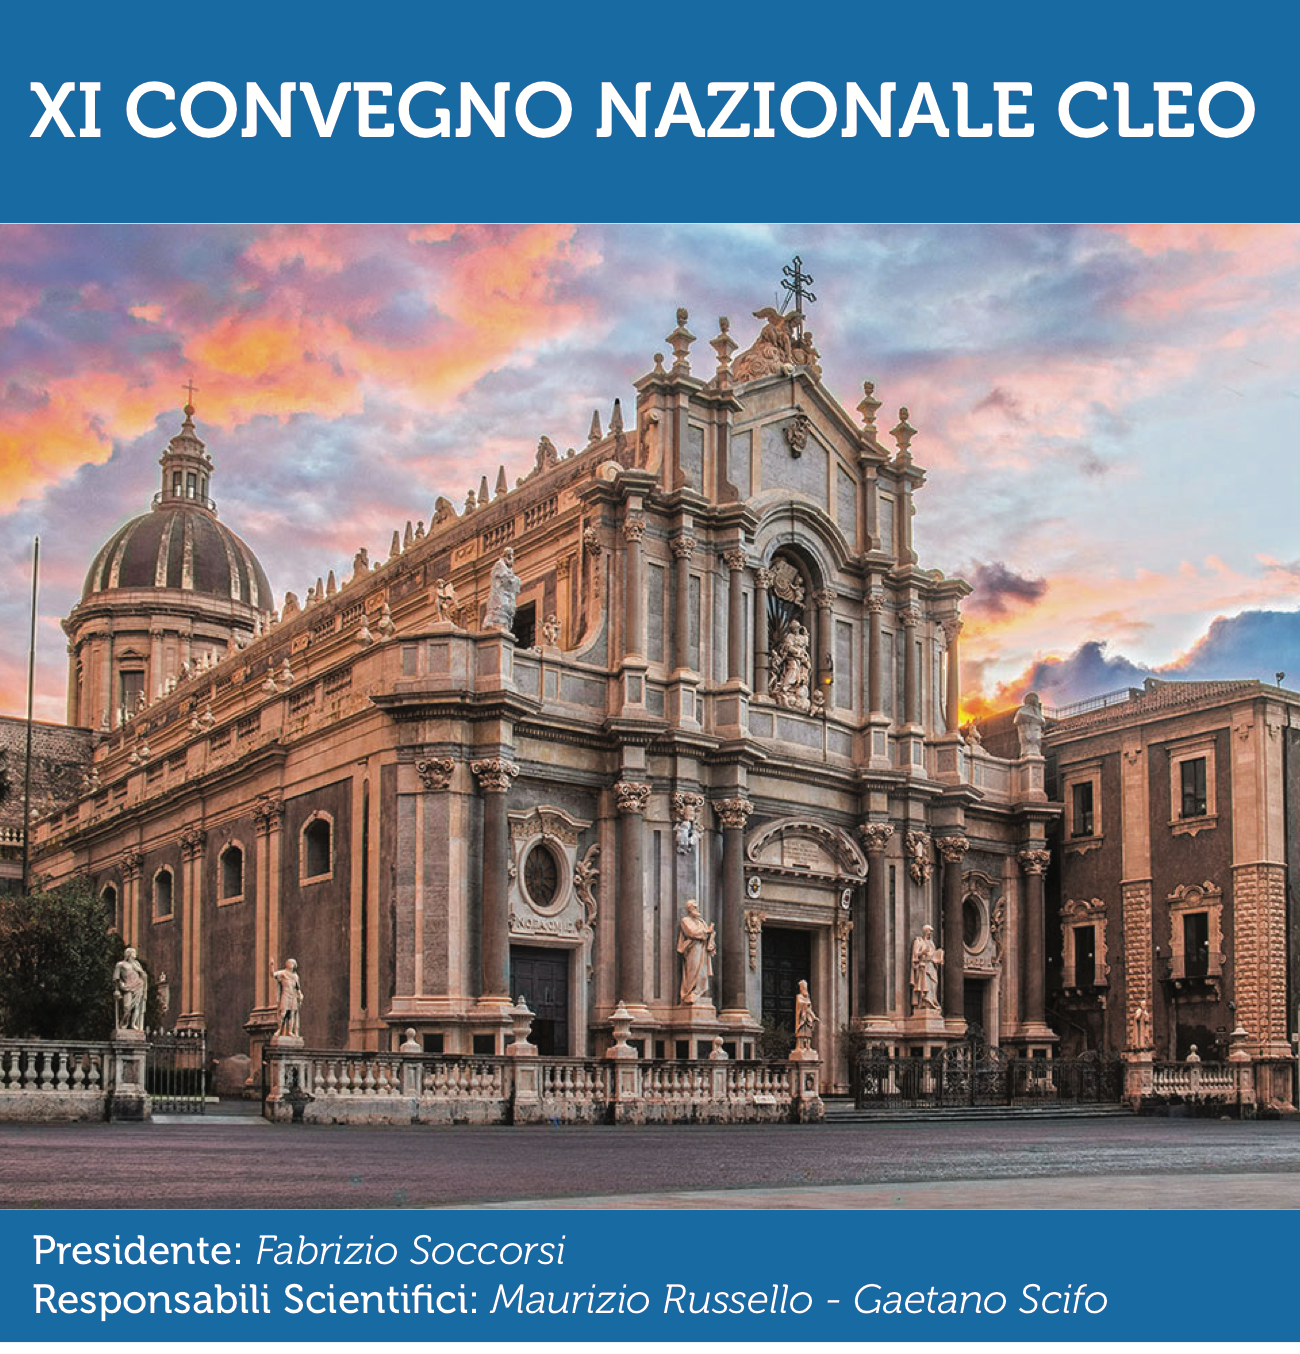 XI CONVEGNO NAZIONALE CLEO
Presidente: Fabrizio Soccorsi
Responsabili Scientifici: Maurizio Russello - Gaetano Scifo